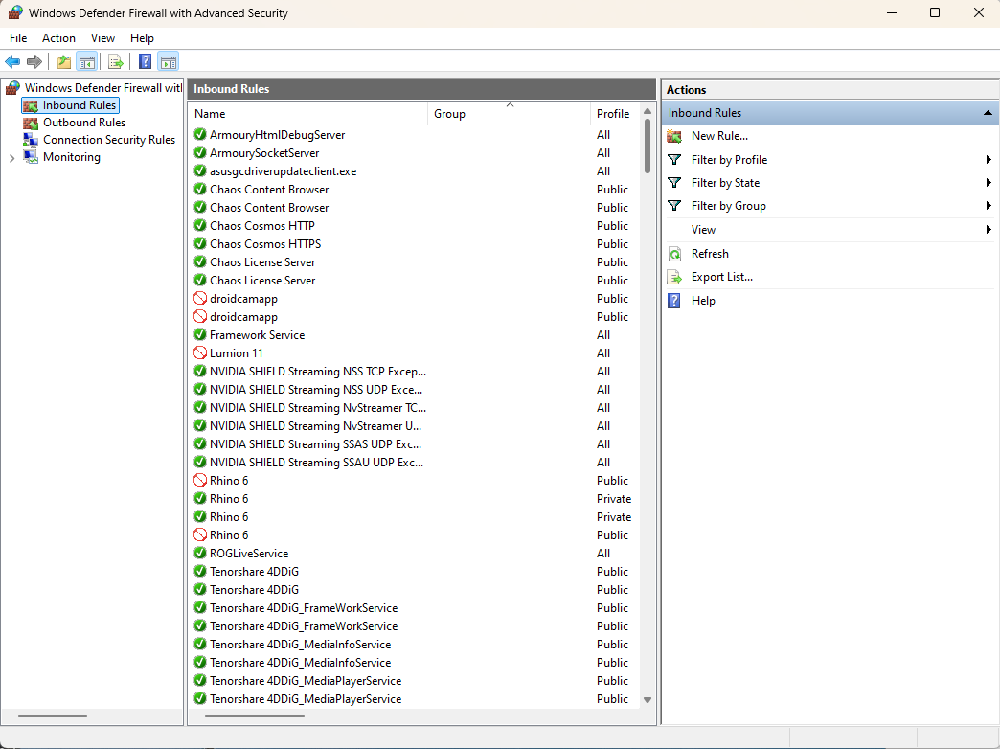 Windows Defender Firewall with Advanced Security
File Action View Help
Windows Defender Firewall witl
Inbound Rules
Outbound Rules
Connection Security Rules
Monitoring
Inbound Rules
Name Group Profile
ArmouryHtmlDebugServer All
ArmourySocketServer All
asusgcdriverupdateclient.exe All
Chaos Content Browser Public
Chaos Content Browser Public
Chaos Cosmos HTTP Public
Chaos Cosmos HTTPS Public
Chaos License Server Public
Chaos License Server Public
droidcamapp Public
droidcamapp Public
Framework Service All
Lumion 11 All
NVIDIA SHIELD Streaming NSS TCP Excep... All
NVIDIA SHIELD Streaming NSS UDP Exce... All
NVIDIA SHIELD Streaming NvStreamer TC... All
NVIDIA SHIELD Streaming NvStreamer U... All
NVIDIA SHIELD Streaming SSAS UDP Exc... All
NVIDIA SHIELD Streaming SSAU UDP Exc... All
Rhino 6 Public
Rhino 6 Private
Rhino 6 Private
Rhino 6 Public
ROGLiveService All
Tenorshare 4DDiG Public
Tenorshare 4DDiG Public
Tenorshare 4DDiG_FrameWorkService Public
Tenorshare 4DDiG_FrameWorkService Public
Tenorshare 4DDiG_MediaInfoService Public
Tenorshare 4DDiG_MediaInfoService Public
Tenorshare 4DDiG_MediaPlayerService Public
Tenorshare 4DDiG_MediaPlayerService Public
Actions
Inbound Rules
New Rule...
Filter by Profile
Filter by State
Filter by Group
View
Refresh
Export List...
Help